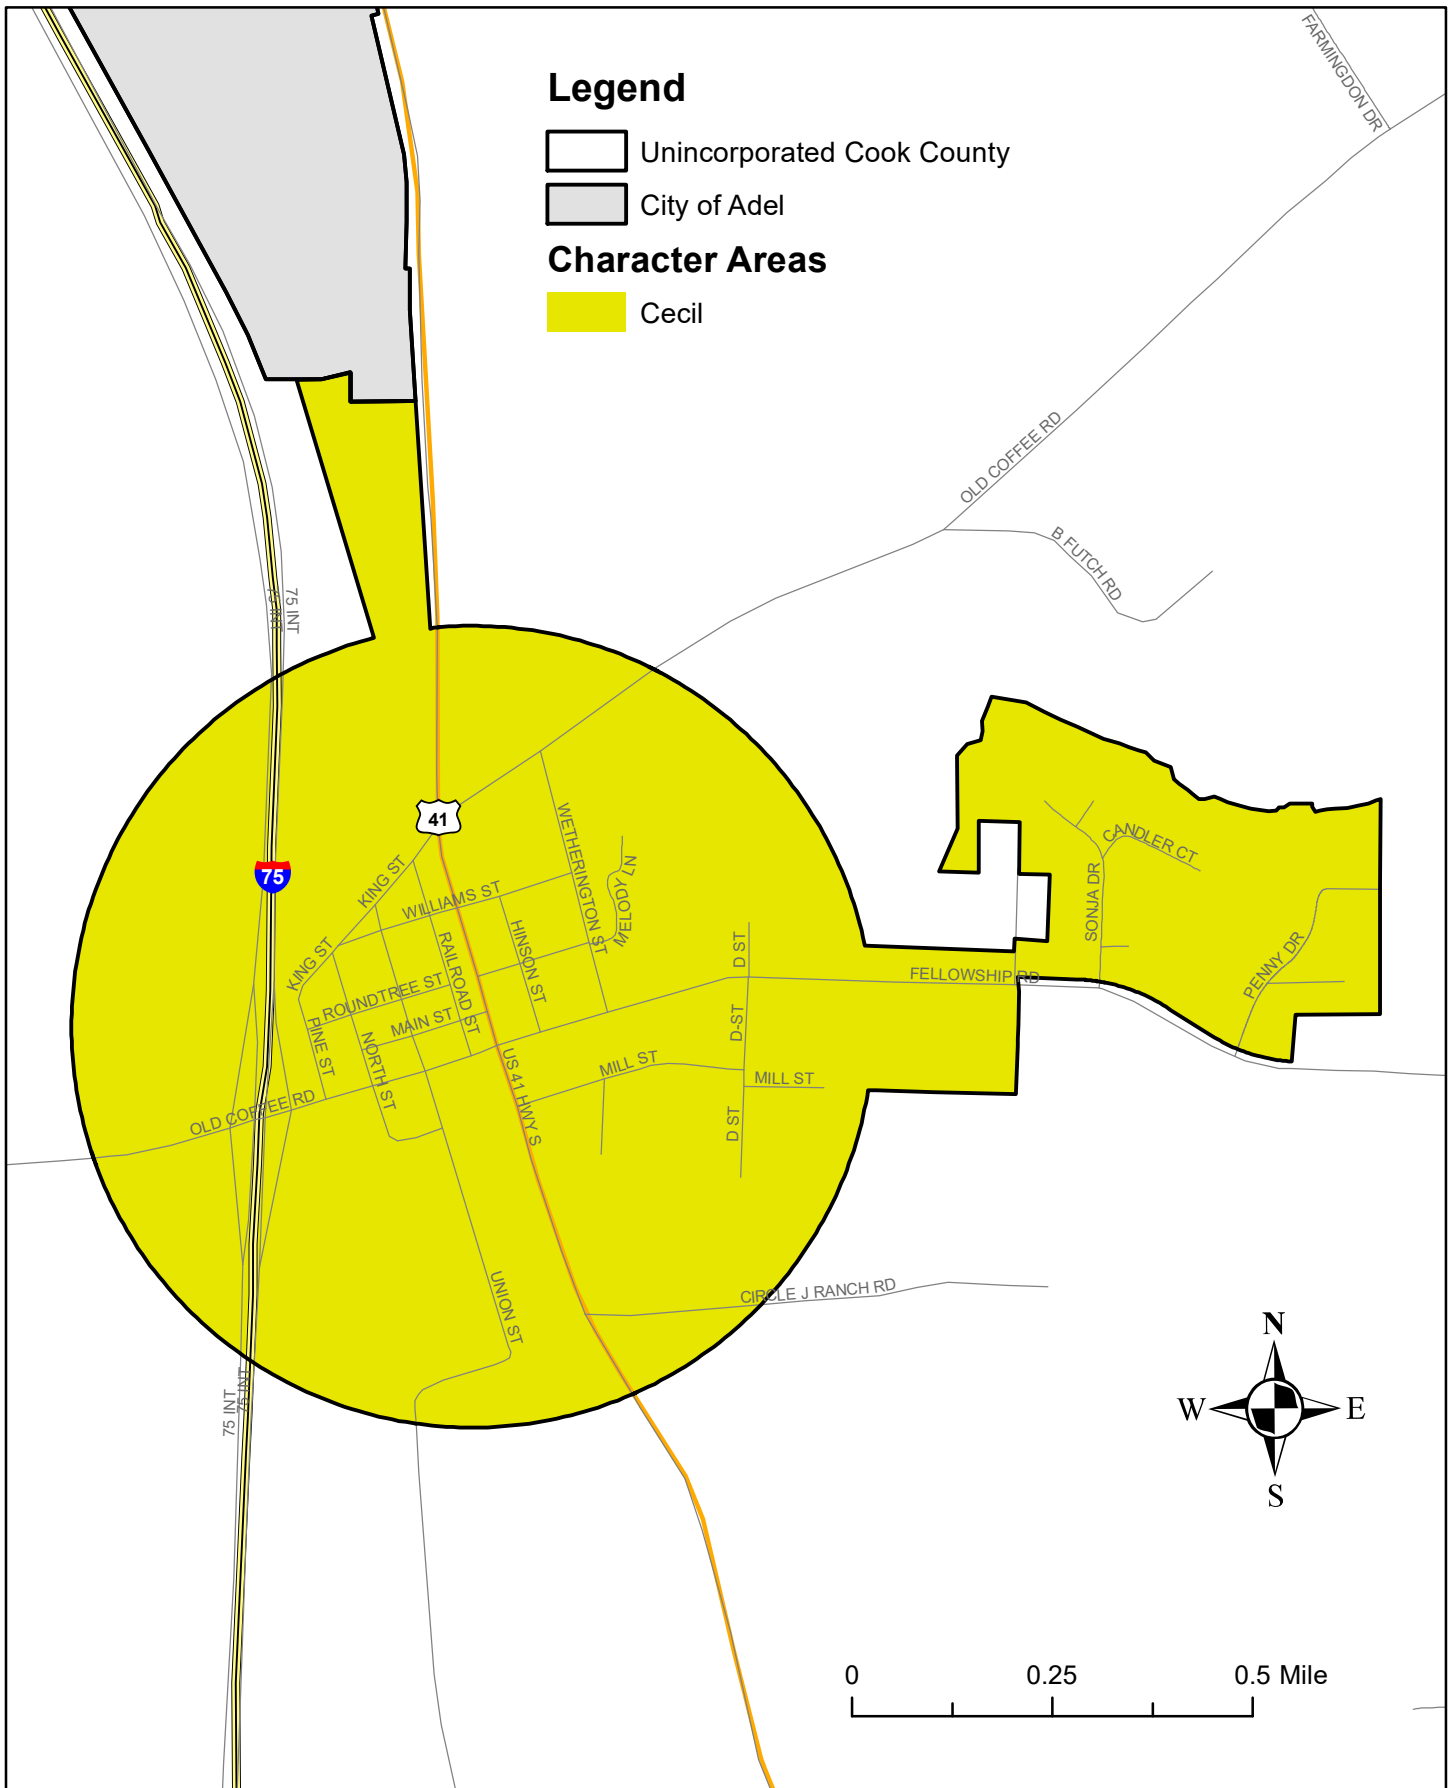 FARMINGDON DR
Legend
Unincorporated Cook County
City of Adel
Character Areas
Cecil
OLD COFFEE RD
B FUTCH RD
75 INT
75 INT
41
75
KING ST
WILLIAMS ST
WETHERINGTON ST
MELODY LN
CANDLER CT
SONJA DR
KING ST
RAILROAD ST
HINSON ST
D ST
FELLOWSHIP RD
PENNY DR
ROUNDTREE ST
MAIN ST
PINE ST
NORTH ST
D-ST
US 41 HWY S
MILL ST
MILL ST
OLD COFFEE RD
D ST
UNION ST
CIRCLE J RANCH RD
75 INT
75 INT
N
W
E
S
0
0.25
0.5 Mile